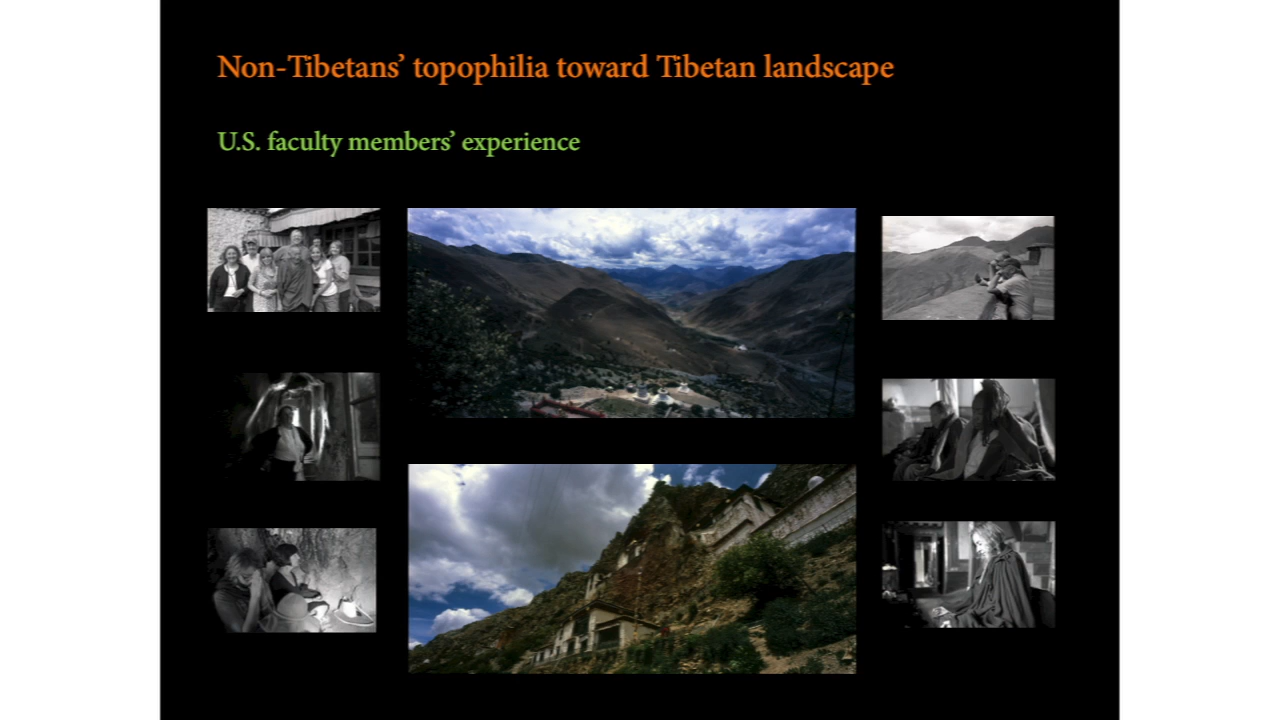 Non-Tibetans’ topophilia toward Tibetan landscape
U.S. faculty members’ experience